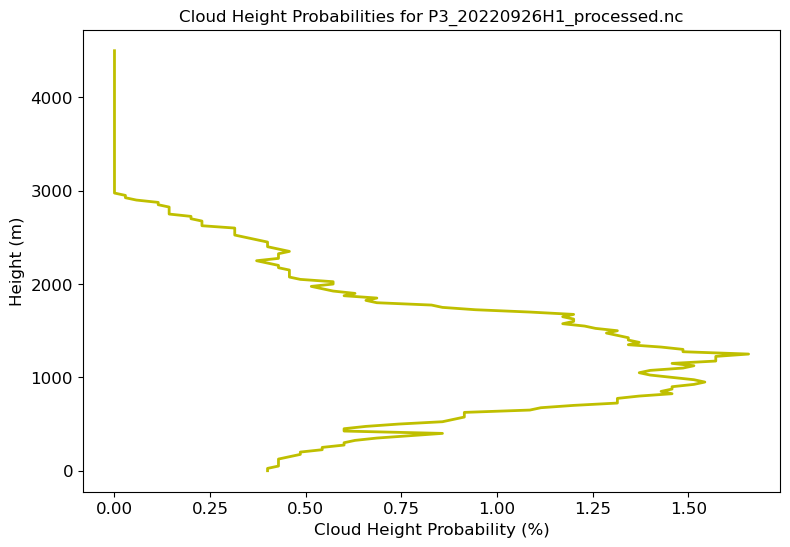 Cloud Height Probabilities for P3_20220926H1_processed.nc
4000
3000
2000
1000
0
Height (m)
0.00 0.25 0.50 0.75 1.00 1.25 1.50
Cloud Height Probability (%)